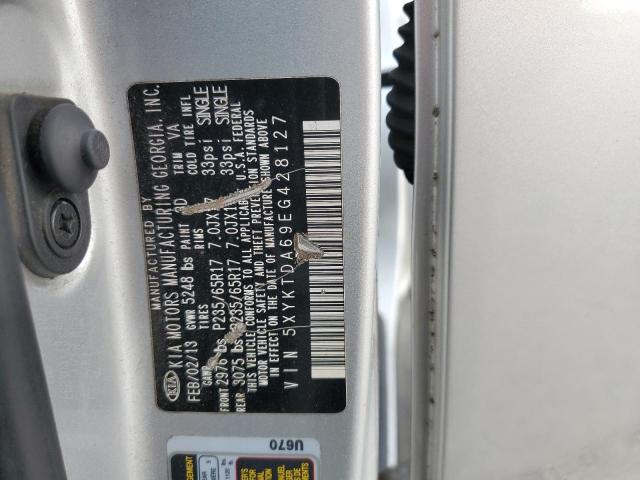 MANUFACTURED BY
KIA MOTORS MANUFACTURING GEORGIA, INC.
KIA
FEB/02/13 GVWR 5248 lbs PAINT 3D TRIM VA
TIRES RIMS COLD TIRE INFL
FRONT 2976 lbs P235/65R17 7.0JX17 33psi SINGLE
REAR 3075 lbs P235/65R17 7.0JX1 33psi SINGLE
THIS VEHICLE CONFORMS TO ALL APPLICABLE U.S.A. FEDERAL
MOTOR VEHICLE SAFETY AND THEFT PREVENTION STANDARDS
IN EFFECT ON THE DATE OF MANUFACTURE SHOWN ABOVE
VIN 5XYKTDA69EG428127
U670